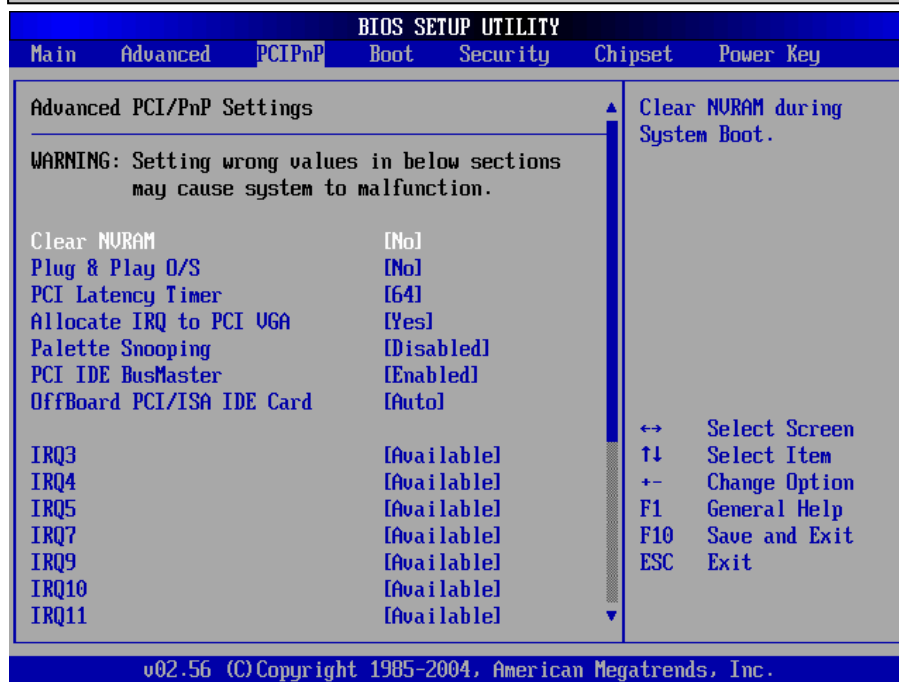 BIOS SETUP UTILITY
Main Advanced PCIPnP Boot Security Chipset Power Key
Advanced PCI/PnP Settings
WARNING: Setting wrong values in below sections
may cause system to malfunction.
Clear NVRAM [No]
Plug & Play O/S [No]
PCI Latency Timer [64]
Allocate IRQ to PCI VGA [Yes]
Palette Snooping [Disabled]
PCI IDE BusMaster [Enabled]
OffBoard PCI/ISA IDE Card [Auto]
IRQ3 [Available]
IRQ4 [Available]
IRQ5 [Available]
IRQ7 [Available]
IRQ9 [Available]
IRQ10 [Available]
IRQ11 [Available]
Clear NVRAM during
System Boot.
↔ Select Screen
↑↓ Select Item
+- Change Option
F1 General Help
F10 Save and Exit
ESC Exit
v02.56 (C)Copyright 1985-2004, American Megatrends, Inc.